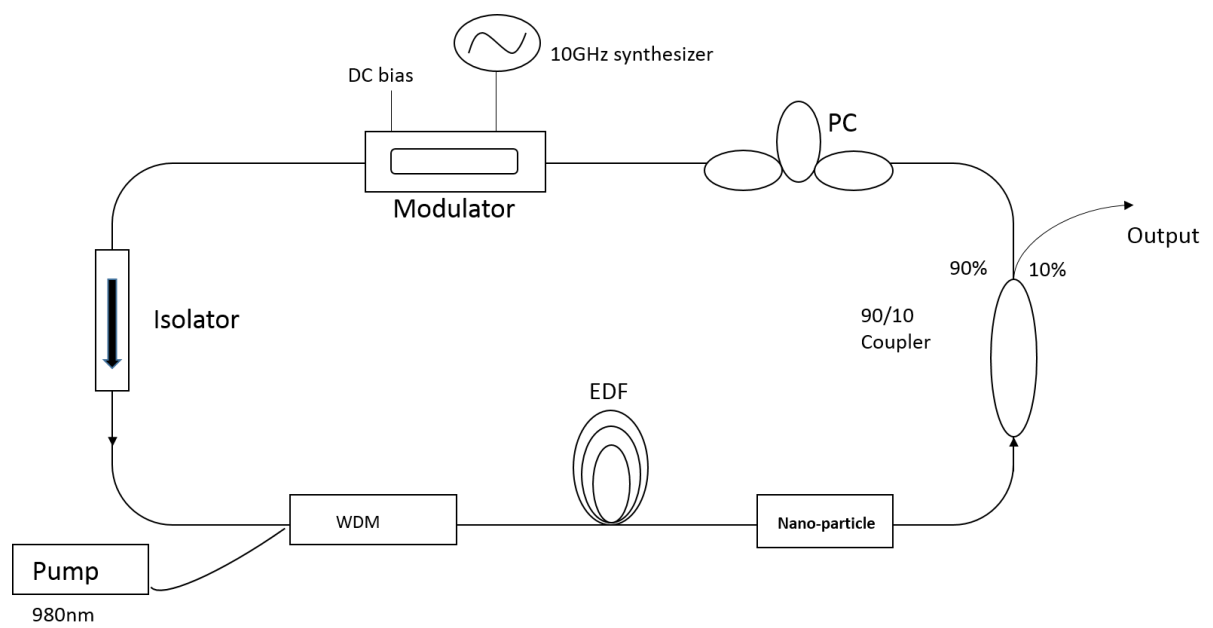 10GHz synthesizer
DC bias
PC
Modulator
Output
90%
10%
90/10
Coupler
Isolator
EDF
WDM
Nano-particle
Pump
980nm